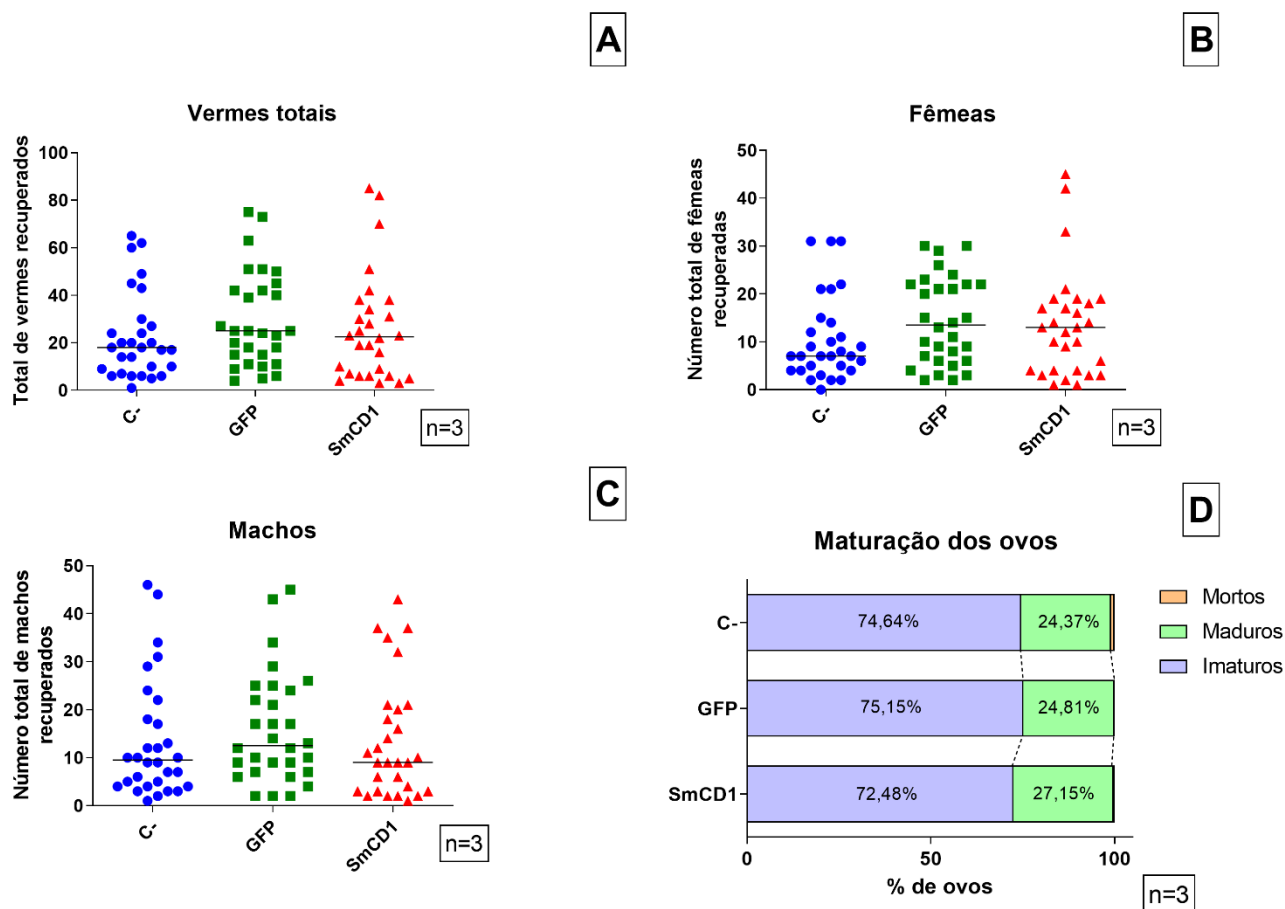 A
Vermes totais
Total de vermes recuperados
100
80
60
40
20
0
C-
GFP
SmCD1
n=3
B
Fêmeas
Número total de fêmeas
recuperadas
50
40
30
20
10
0
C-
GFP
SmCD1
n=3
C
Machos
Número total de machos
recuperados
50
40
30
20
10
0
C-
GFP
SmCD1
n=3
D
Maturação dos ovos
C-
74,64%
24,37%
GFP
75,15%
24,81%
SmCD1
72,48%
27,15%
0
50
100
% de ovos
Mortos
Maduros
Imaturos
n=3